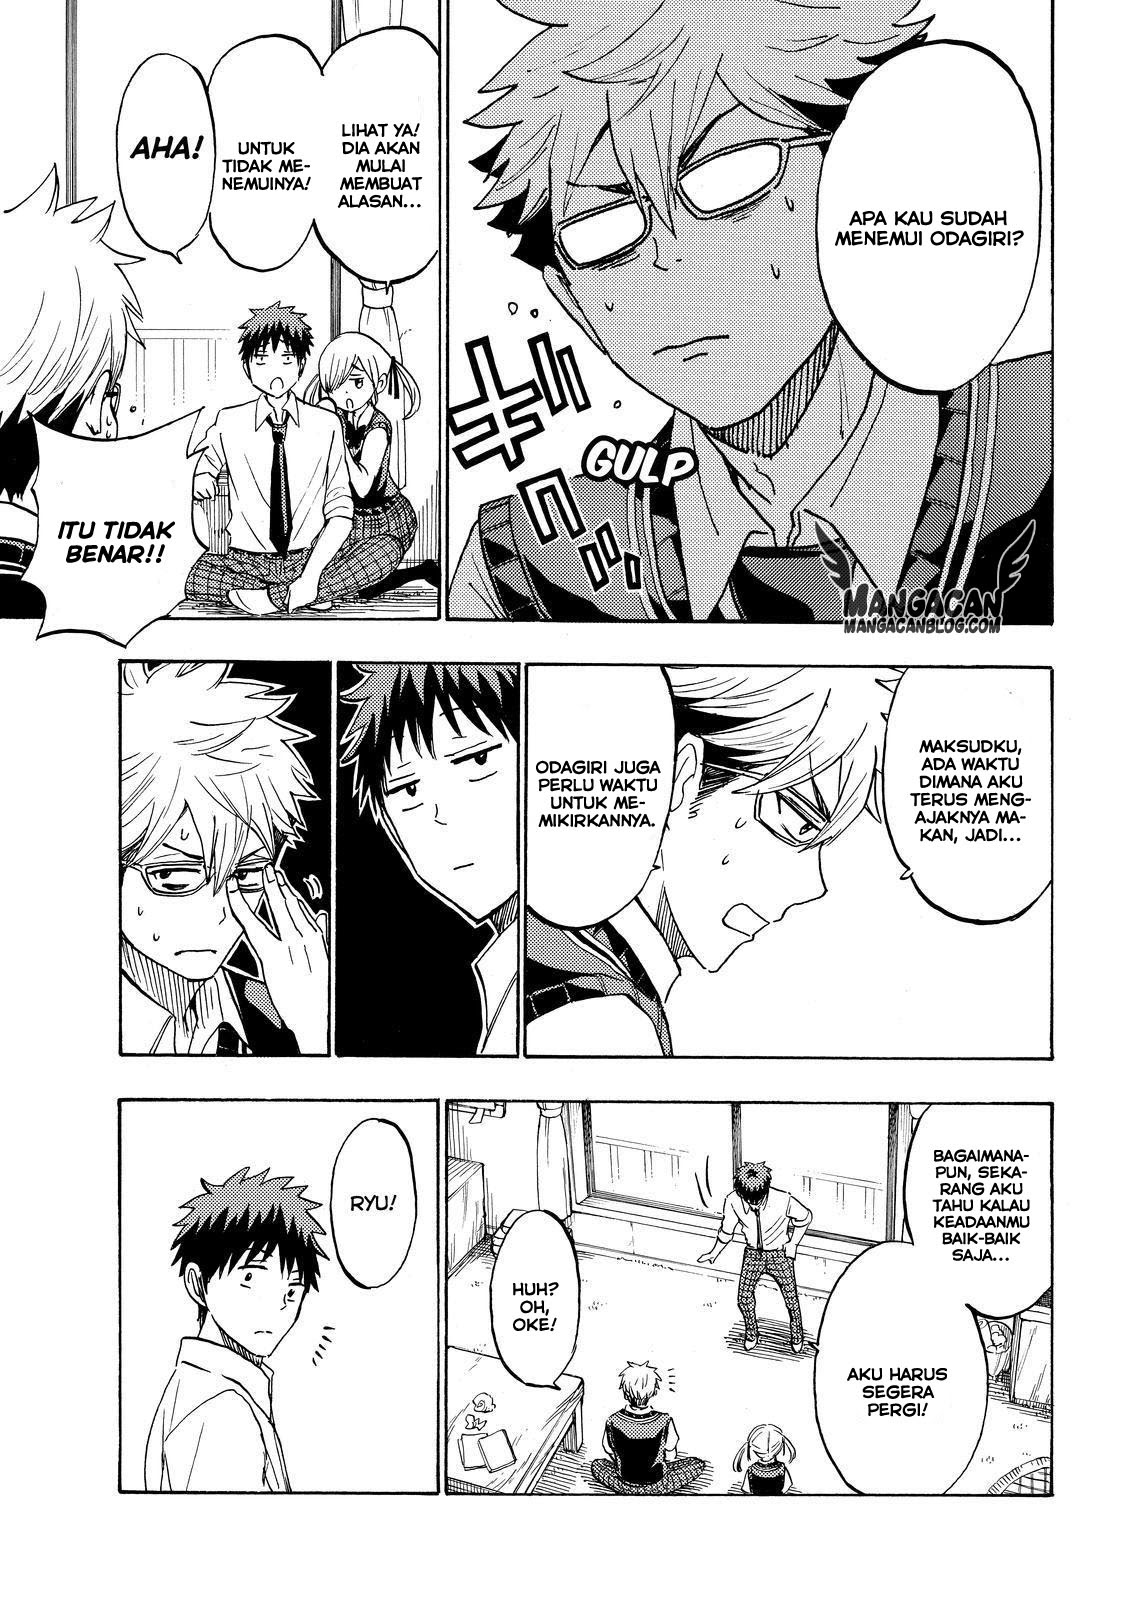 APA KAU SUDAH
MENEMUI ODAGIRI?
GULP
MANGACAN
MANGACANBLOG.COM
LIHAT YA!
DIA AKAN
MULAI
MEMBUAT
ALASAN...
UNTUK
TIDAK ME-
NEMUINYA!
AHA!
ITU TIDAK
BENAR!!
MAKSUDKU,
ADA WAKTU
DIMANA AKU
TERUS MENG-
AJAKNYA MA-
KAN, JADI...
ODAGIRI JUGA
PERLU WAKTU
UNTUK ME-
MIKIRKANNYA.
BAGAIMANA-
PUN, SEKA-
RANG AKU
TAHU KALAU
KEADAANMU
BAIK-BAIK
SAJA...
AKU HARUS
SEGERA
PERGI!
HUH?
OH,
OKE!
RYU!